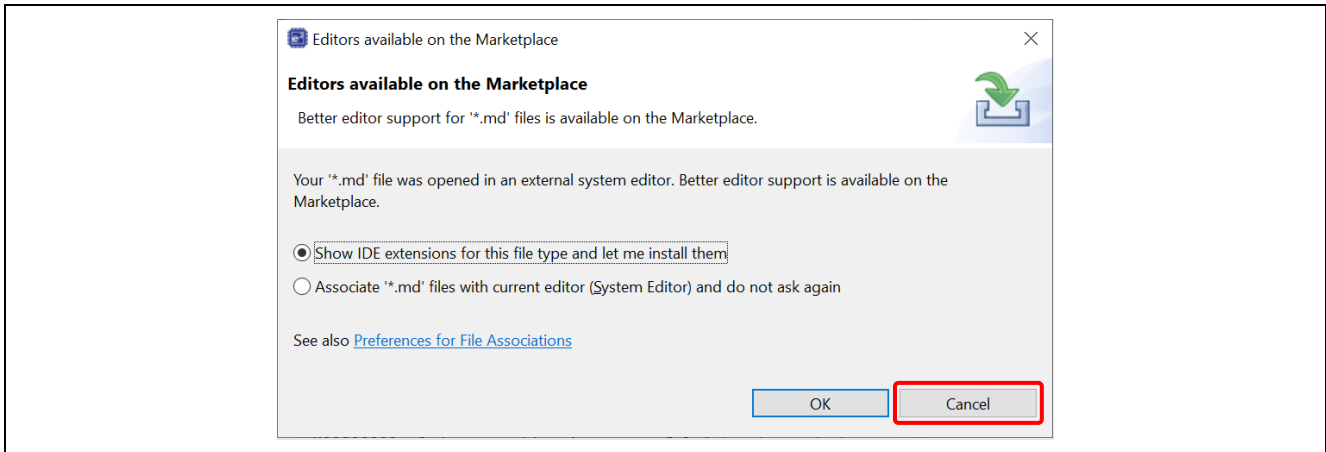 Editors available on the Marketplace
Editors available on the Marketplace
Better editor support for '*.md' files is available on the Marketplace.
Your '*.md' file was opened in an external system editor. Better editor support is available on the
Marketplace.
Show IDE extensions for this file type and let me install them
Associate '*.md' files with current editor (System Editor) and do not ask again
See also Preferences for File Associations
OK
Cancel